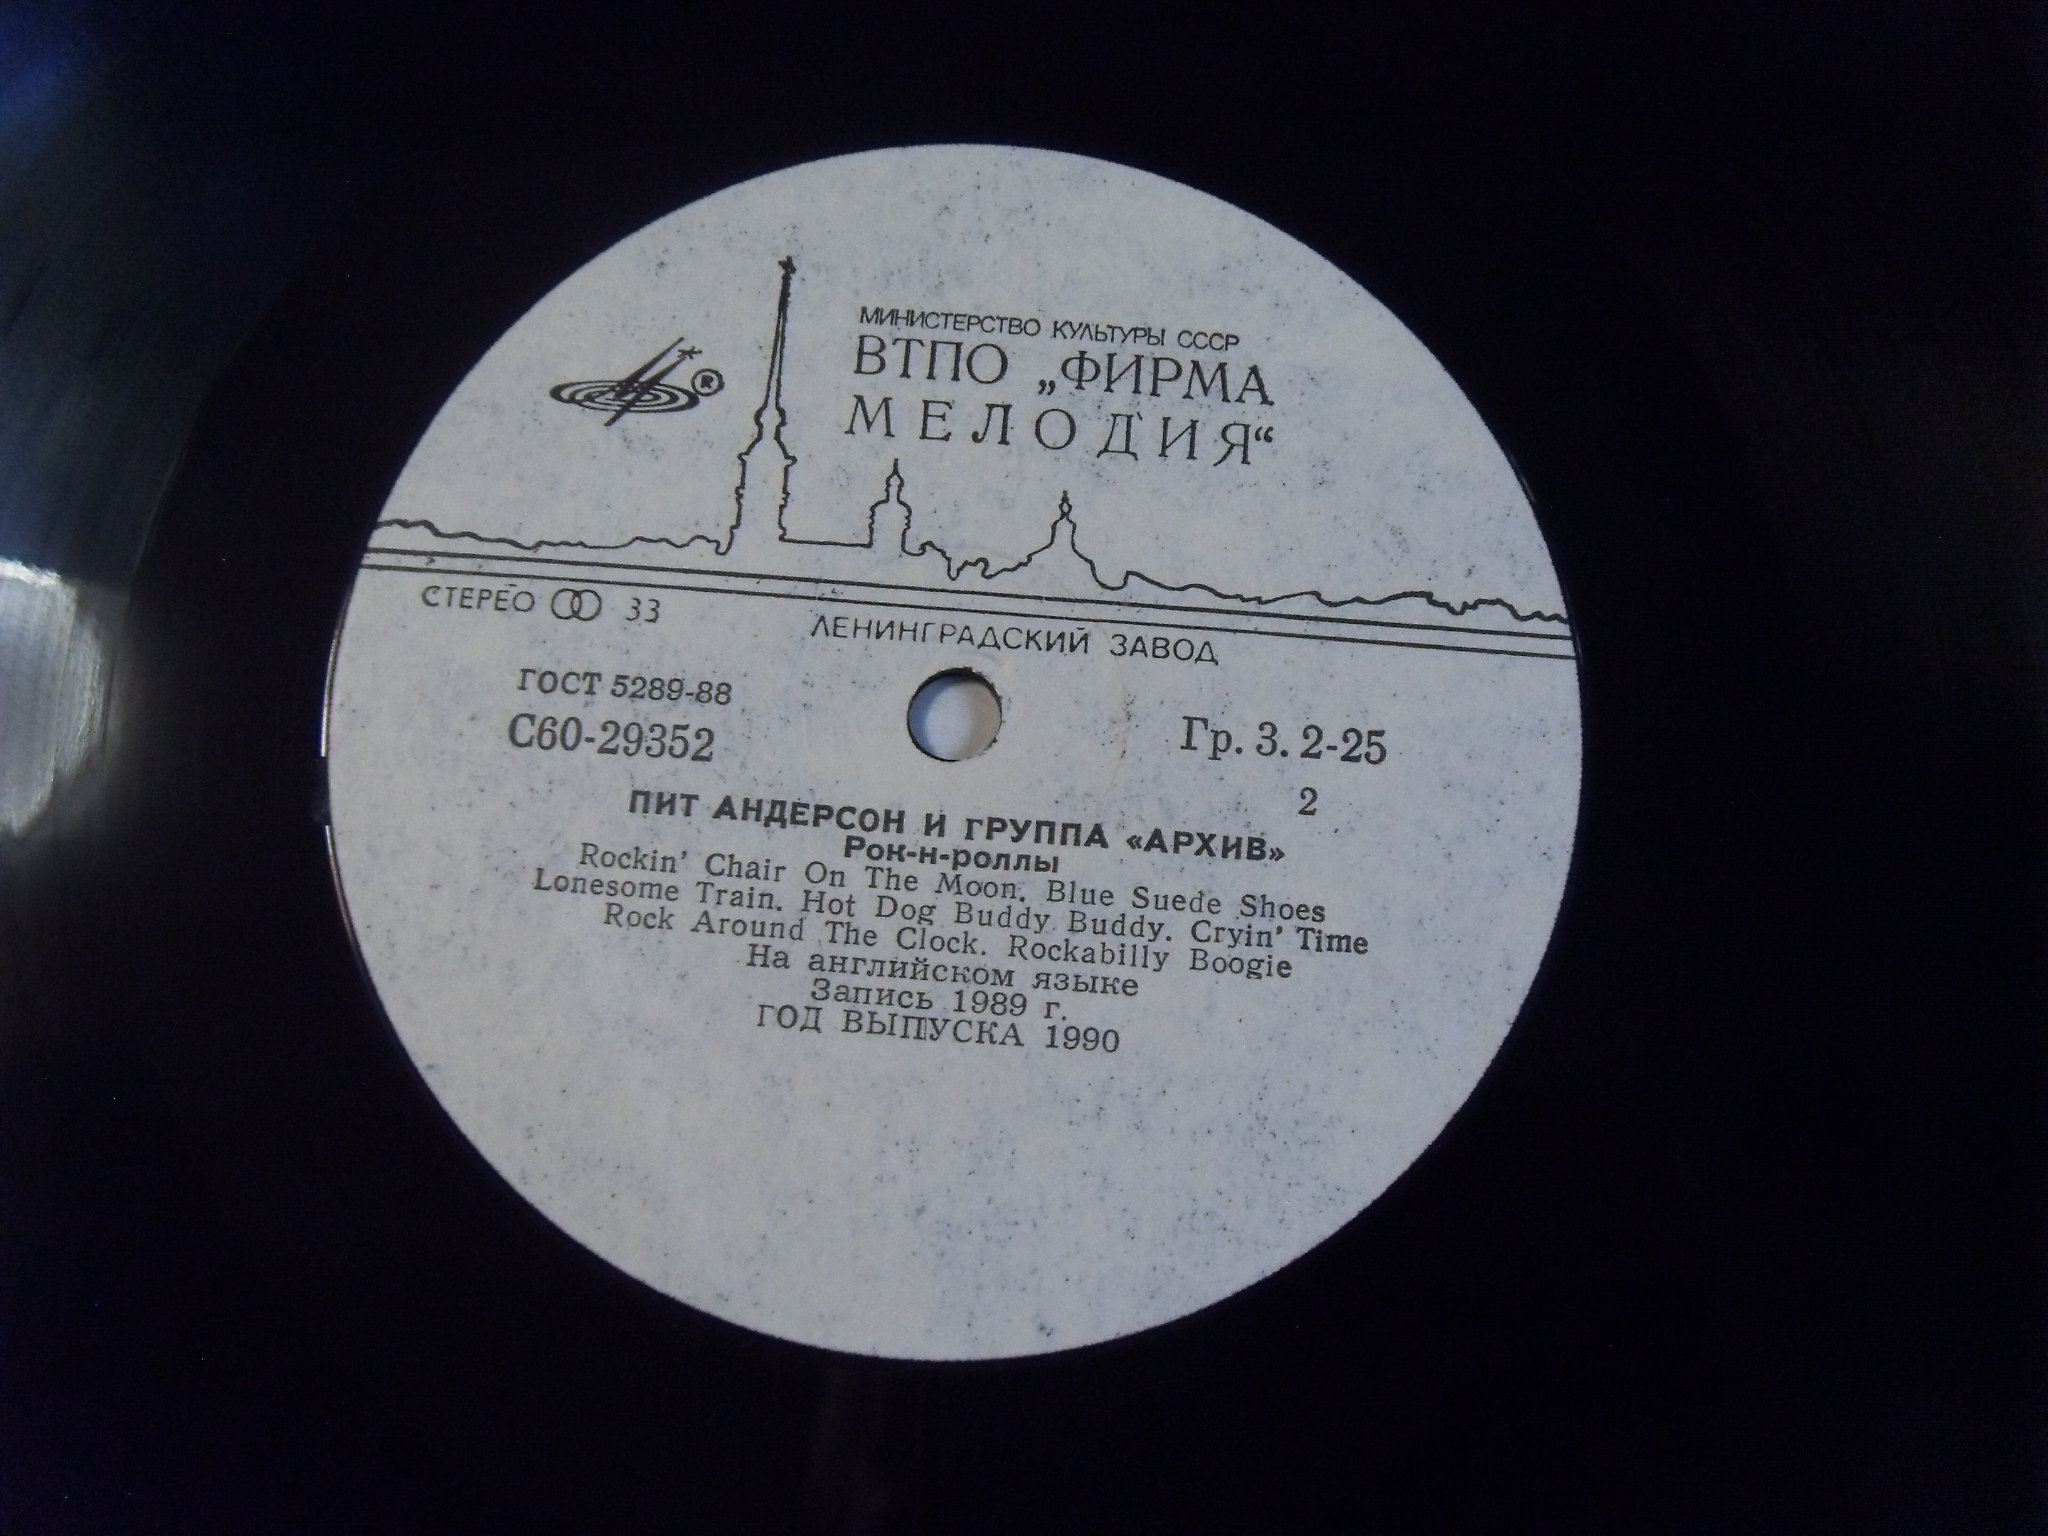 МИНИСТЕРСТВО КУЛЬТУРЫ СССР
ВТПО „ФИРМА
МЕЛОДИЯ“
®
СТЕРЕО 33
ЛЕНИНГРАДСКИЙ ЗАВОД
ГОСТ 5289-88
С60-29352
Гр. 3. 2-25
2
ПИТ АНДЕРСОН И ГРУППА «АРХИВ»
Рок-н-роллы
Rockin' Chair On The Moon. Blue Suede Shoes
Lonesome Train. Hot Dog Buddy Buddy. Cryin' Time
Rock Around The Clock. Rockabilly Boogie
На английском языке
Запись 1989 г.
ГОД ВЫПУСКА 1990